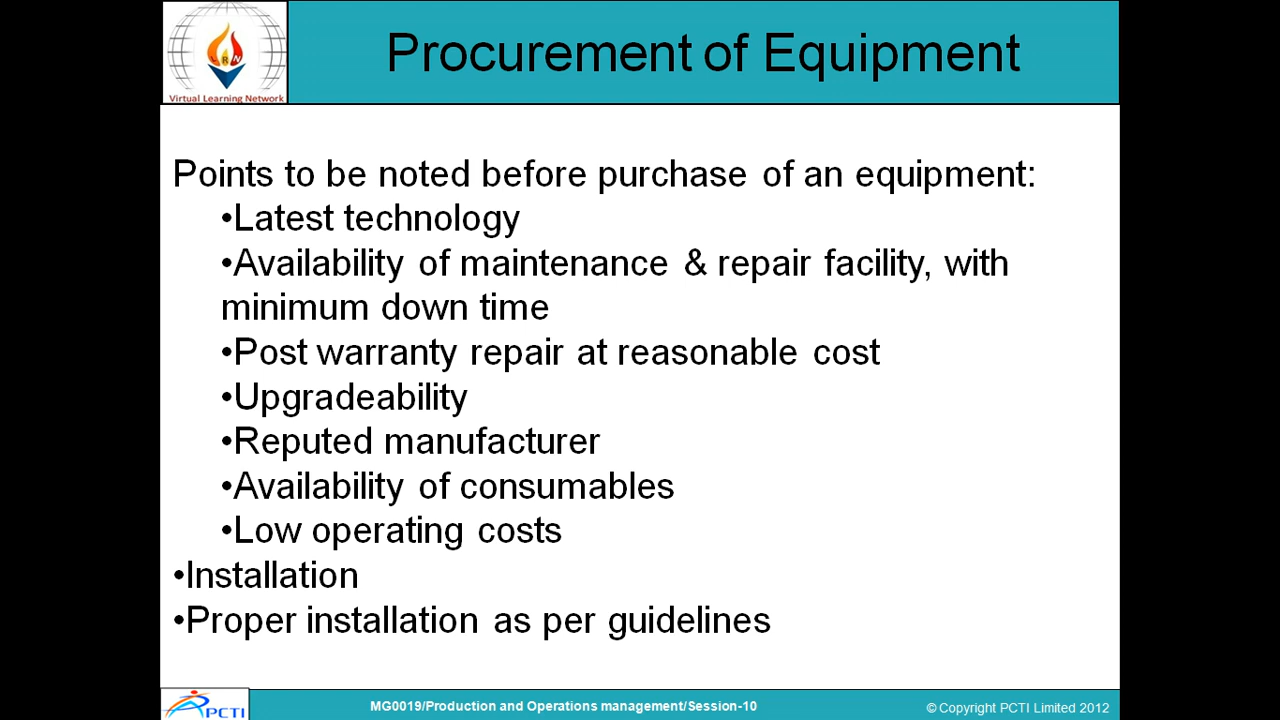 Procurement of Equipment
Virtual Learning Network
Points to be noted before purchase of an equipment:
•Latest technology
•Availability of maintenance & repair facility, with
minimum down time
•Post warranty repair at reasonable cost
•Upgradeability
•Reputed manufacturer
•Availability of consumables
•Low operating costs
•Installation
•Proper installation as per guidelines
PCTI
MG0019/Production and Operations management/Session-10
© Copyright PCTI Limited 2012